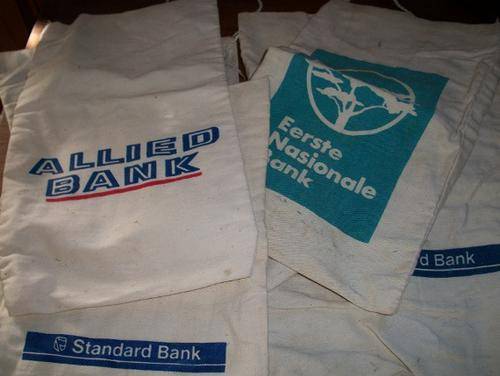 ALLIED
BANK
Eerste
Nasionale
Bank
d Bank
Standard Bank